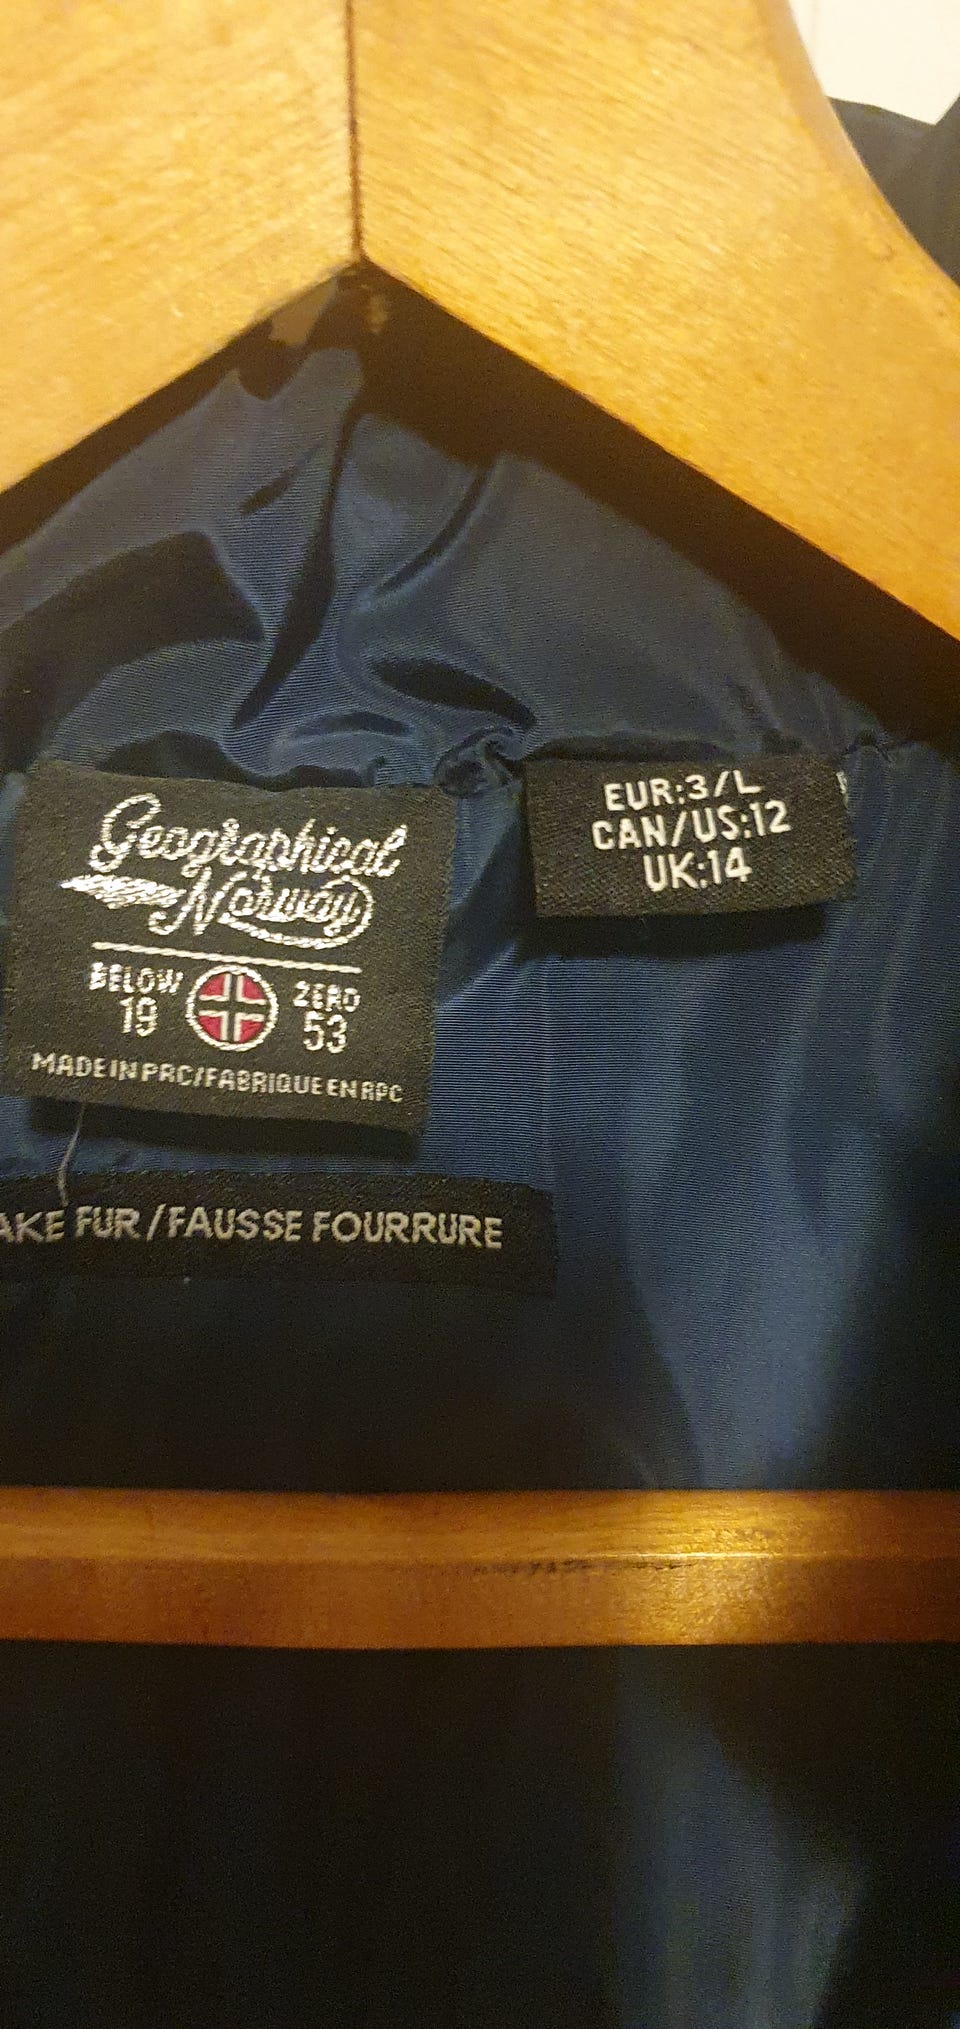 Geographical
Norway
BELOW ZERO
19 53
MADE IN PRC/FABRIQUE EN RPC
EUR:3/L
CAN/US:12
UK:14
AKE FUR/FAUSSE FOURRURE